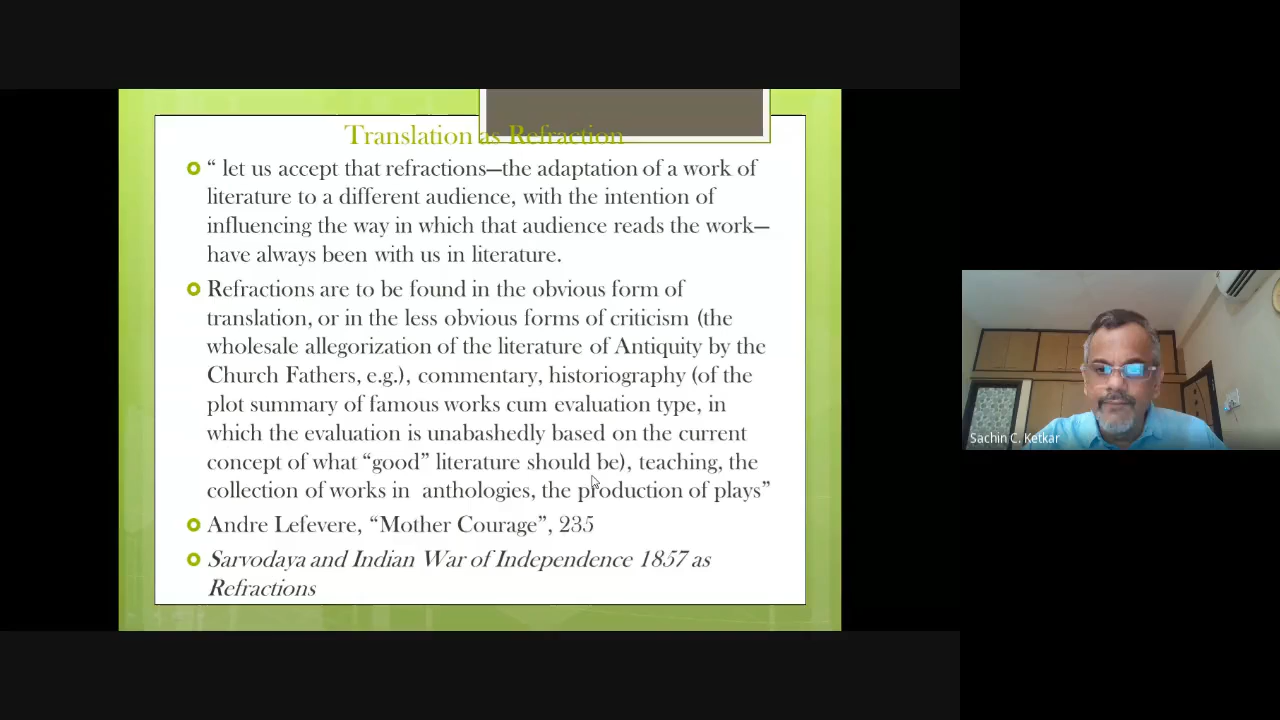 Translation as Refraction
“ let us accept that refractions—the adaptation of a work of
literature to a different audience, with the intention of
influencing the way in which that audience reads the work—
have always been with us in literature.
Refractions are to be found in the obvious form of
translation, or in the less obvious forms of criticism (the
wholesale allegorization of the literature of Antiquity by the
Church Fathers, e.g.), commentary, historiography (of the
plot summary of famous works cum evaluation type, in
which the evaluation is unabashedly based on the current
concept of what “good” literature should be), teaching, the
collection of works in anthologies, the production of plays”
Andre Lefevere, “Mother Courage”, 235
Sarvodaya and Indian War of Independence 1857 as
Refractions
Sachin C. Ketkar